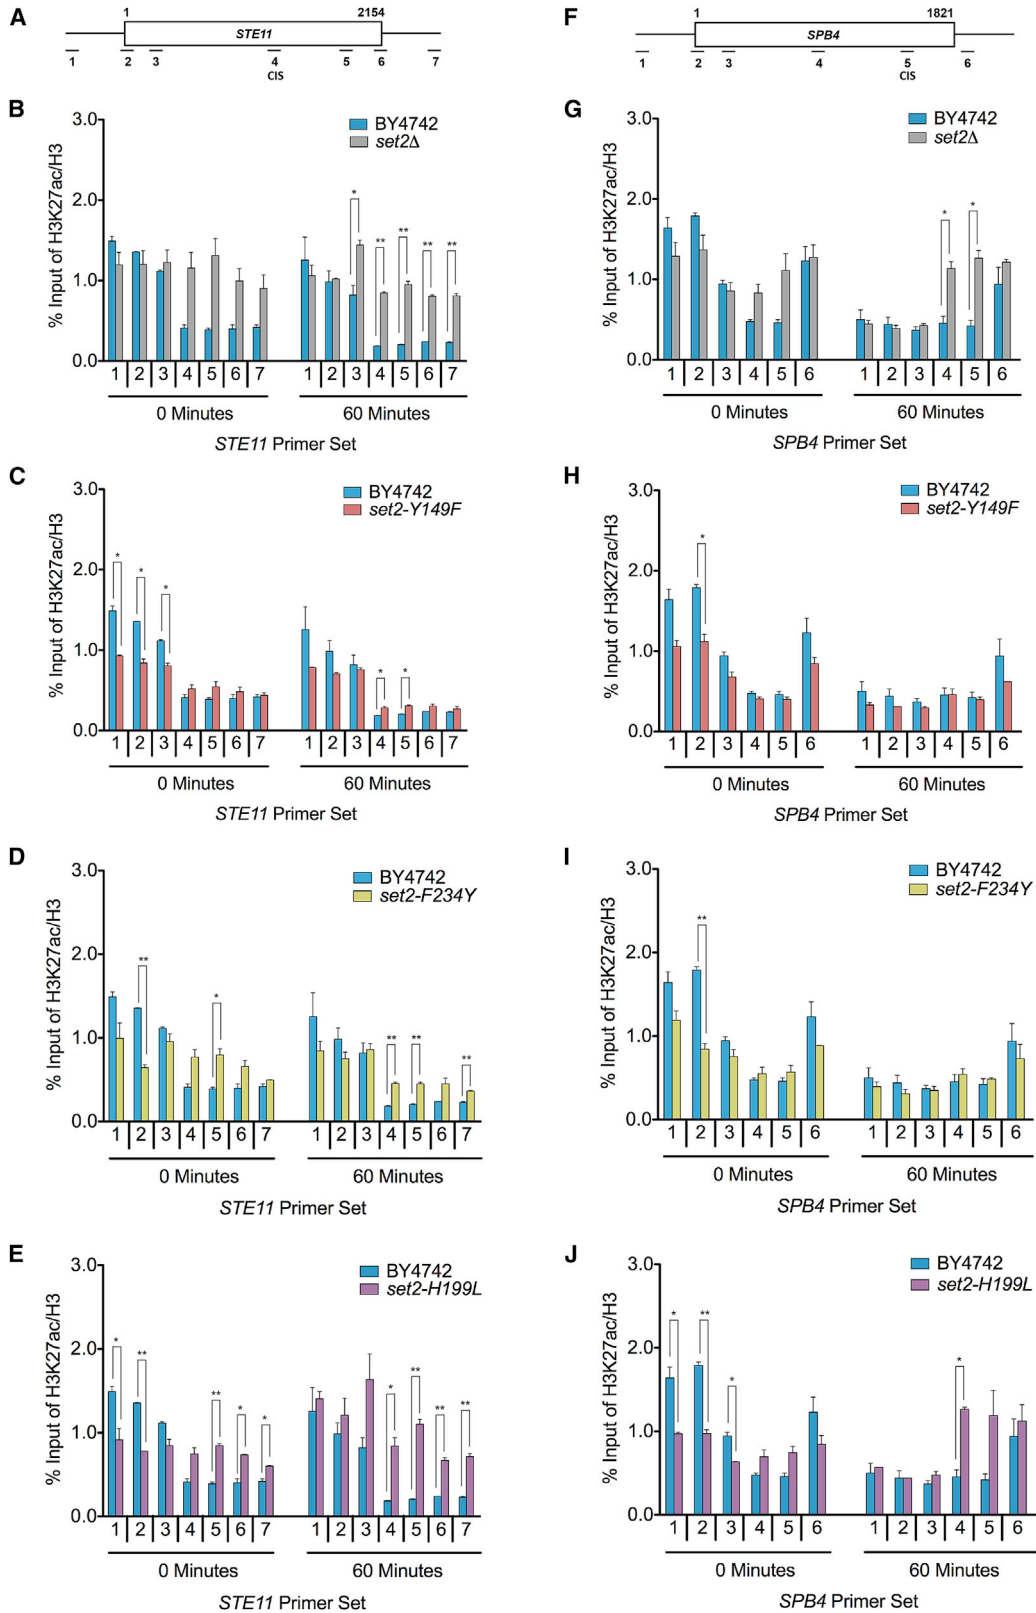 A
1 2154
STE11
1 2 3 4 5 6 7
CIS
B
BY4742
set2Δ
% Input of H3K27ac/H3
3.0
2.0
1.0
0.0
* ** ** ** **
1 2 3 4 5 6 7 1 2 3 4 5 6 7
0 Minutes 60 Minutes
STE11 Primer Set
C
BY4742
set2-Y149F
% Input of H3K27ac/H3
3.0
2.0
1.0
0.0
* * * * *
1 2 3 4 5 6 7 1 2 3 4 5 6 7
0 Minutes 60 Minutes
STE11 Primer Set
D
BY4742
set2-F234Y
% Input of H3K27ac/H3
3.0
2.0
1.0
0.0
** * ** ** **
1 2 3 4 5 6 7 1 2 3 4 5 6 7
0 Minutes 60 Minutes
STE11 Primer Set
E
BY4742
set2-H199L
% Input of H3K27ac/H3
3.0
2.0
1.0
0.0
* ** ** * * * ** ** **
1 2 3 4 5 6 7 1 2 3 4 5 6 7
0 Minutes 60 Minutes
STE11 Primer Set
F
1 1821
SPB4
1 2 3 4 5 6
CIS
G
BY4742
set2Δ
% Input of H3K27ac/H3
3.0
2.0
1.0
0.0
* *
1 2 3 4 5 6 1 2 3 4 5 6
0 Minutes 60 Minutes
SPB4 Primer Set
H
BY4742
set2-Y149F
% Input of H3K27ac/H3
3.0
2.0
1.0
0.0
*
1 2 3 4 5 6 1 2 3 4 5 6
0 Minutes 60 Minutes
SPB4 Primer Set
I
BY4742
set2-F234Y
% Input of H3K27ac/H3
3.0
2.0
1.0
0.0
**
1 2 3 4 5 6 1 2 3 4 5 6
0 Minutes 60 Minutes
SPB4 Primer Set
J
BY4742
set2-H199L
% Input of H3K27ac/H3
3.0
2.0
1.0
0.0
* ** * *
1 2 3 4 5 6 1 2 3 4 5 6
0 Minutes 60 Minutes
SPB4 Primer Set